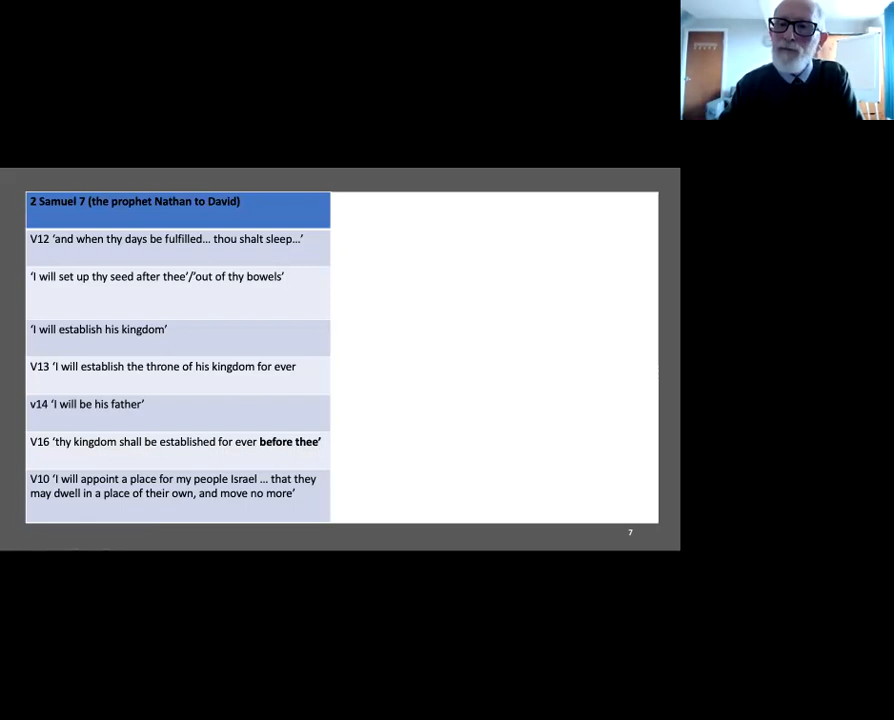 2 Samuel 7 (the prophet Nathan to David)
V12 ‘and when thy days be fulfilled... thou shalt sleep...’
‘I will set up thy seed after thee’/’out of thy bowels’
‘I will establish his kingdom’
V13 ‘I will establish the throne of his kingdom for ever
v14 ‘I will be his father’
V16 ‘thy kingdom shall be established for ever before thee’
V10 ‘I will appoint a place for my people Israel ... that they
may dwell in a place of their own, and move no more’
7